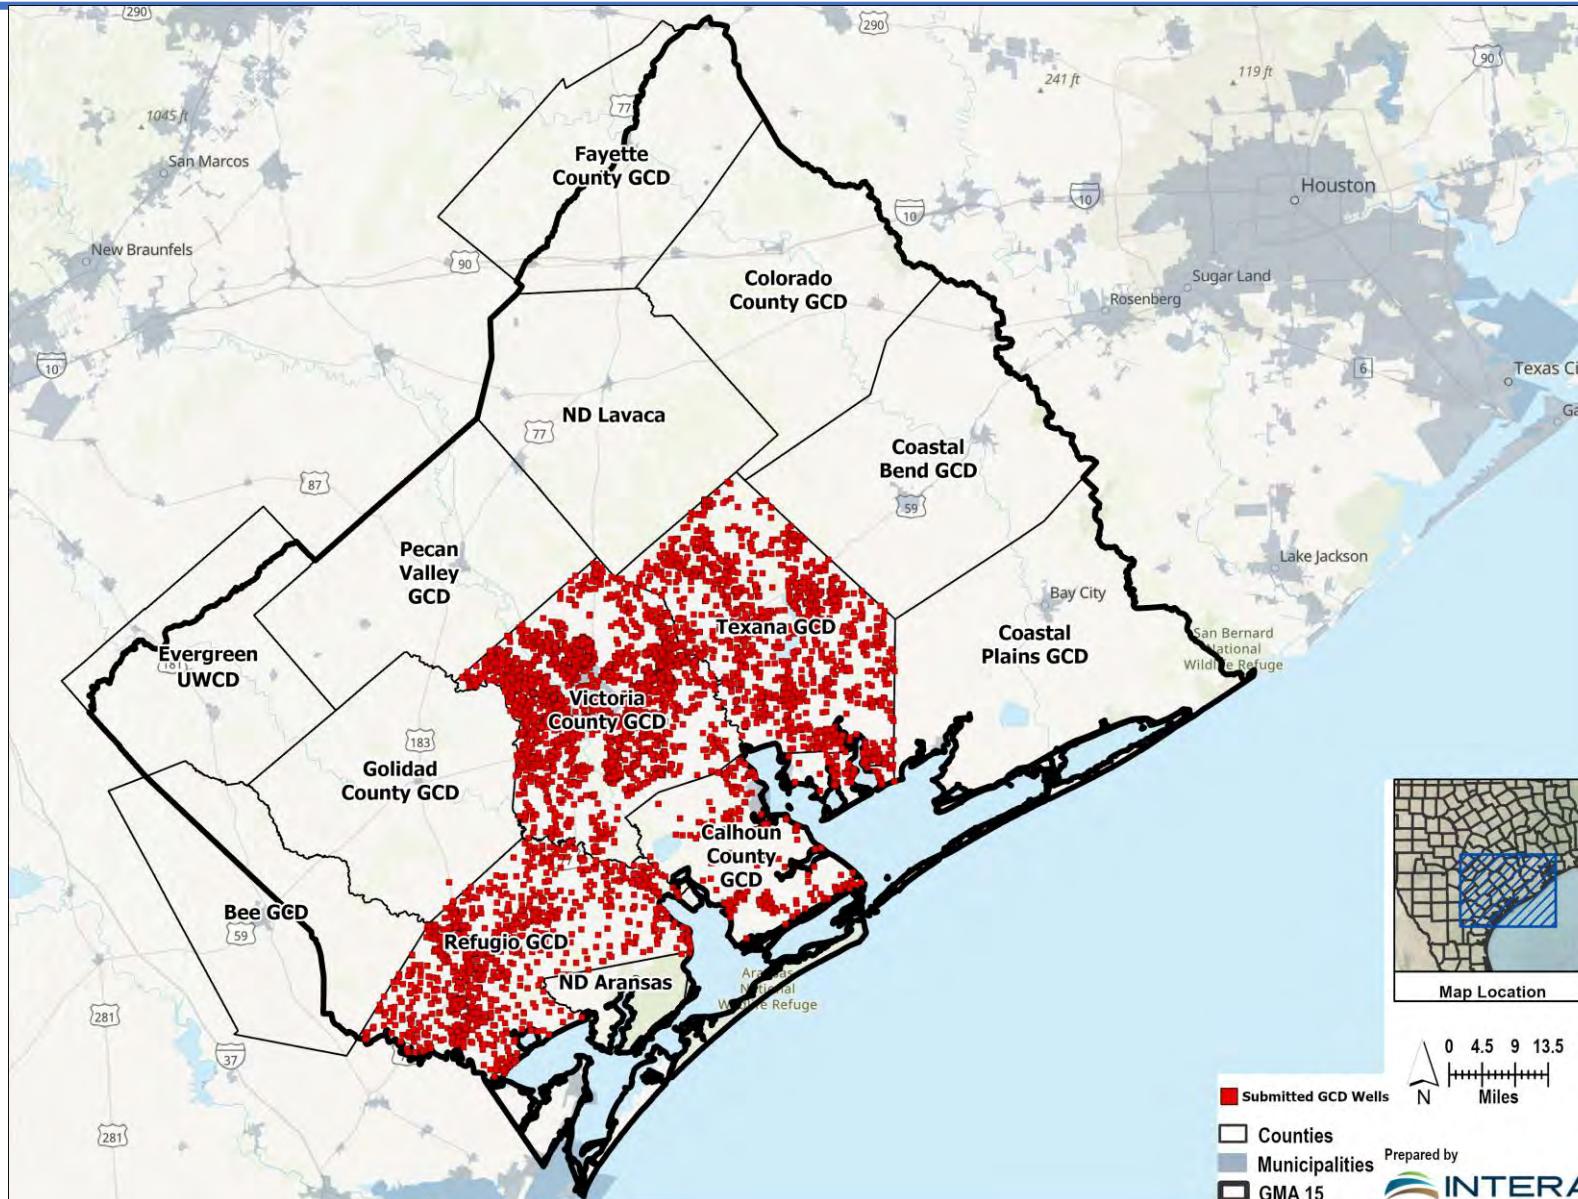 290
290
90
1045 ft
241 ft
119 ft
77
San Marcos
Fayette
County GCD
Houston
10
10
New Braunfels
90
Colorado
County GCD
Sugar Land
Rosenberg
10
6
ND Lavaca
77
Coastal
Bend GCD
87
59
Pecan
Valley
GCD
Lake Jackson
Bay City
Texana GCD
Coastal
Plains GCD
San Bernard
National
Wildlife Refuge
Evergreen
UWCD
181
Victoria
County GCD
183
Golidad
County GCD
Calhoun
County
GCD
Bee GCD
59
Refugio GCD
ND Aransas
Aransas
National
Wildlife Refuge
281
37
281
Map Location
0 4.5 9 13.5
Miles
N
Submitted GCD Wells
Counties
Municipalities
GMA 15
Prepared by